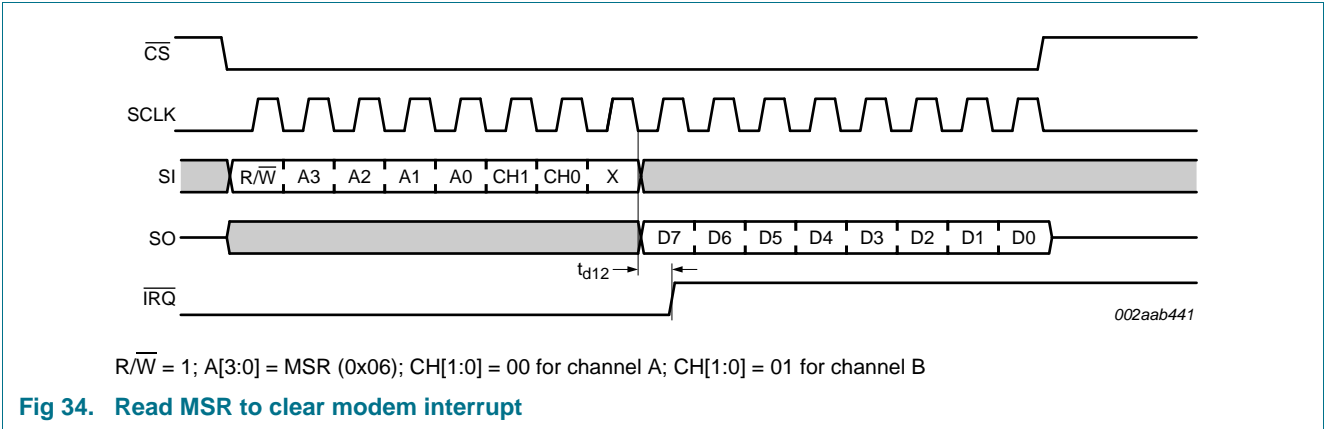 CS
SCLK
SI R/W A3 A2 A1 A0 CH1 CH0 X
SO D7 D6 D5 D4 D3 D2 D1 D0
td12
IRQ
002aab441
R/W = 1; A[3:0] = MSR (0x06); CH[1:0] = 00 for channel A; CH[1:0] = 01 for channel B
Fig 34. Read MSR to clear modem interrupt